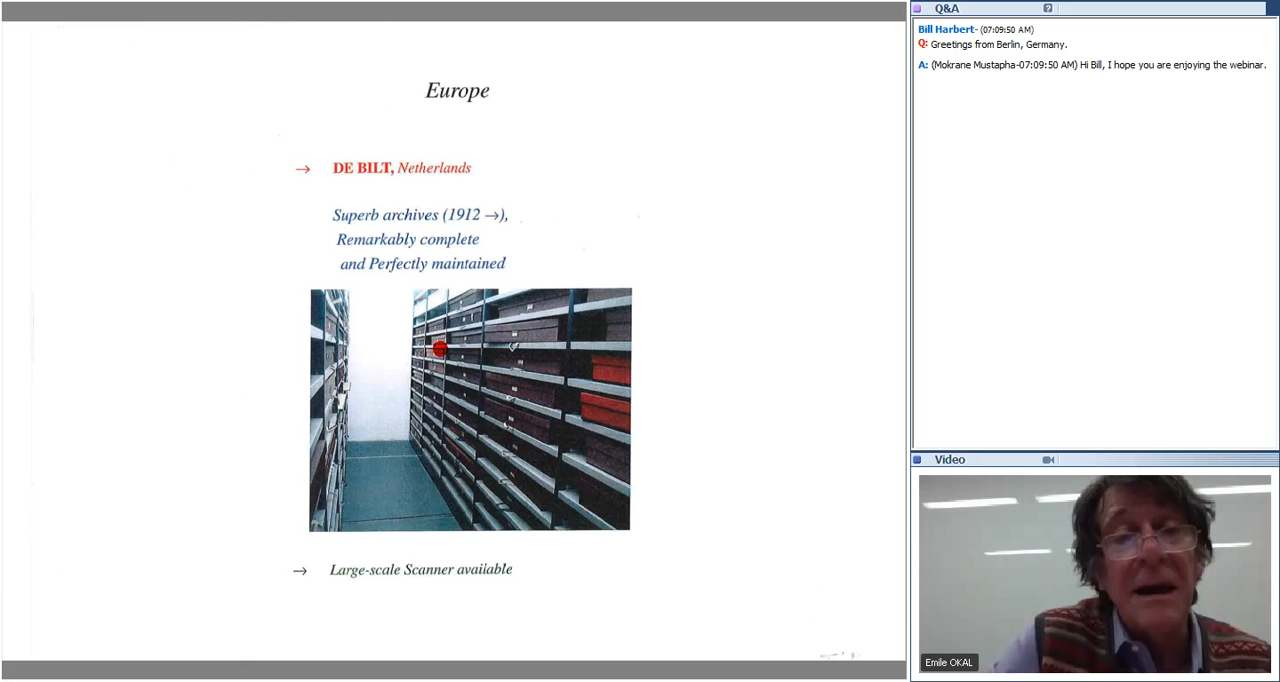 Europe
→ DE BILT, Netherlands
Superb archives (1912 →),
Remarkably complete
and Perfectly maintained
→ Large-scale Scanner available
Q&A
Bill Harbert- (07:09:50 AM)
Q: Greetings from Berlin, Germany.
A: (Mokrane Mustapha-07:09:50 AM) Hi Bill, I hope you are enjoying the webinar.
Video
Emile OKAL